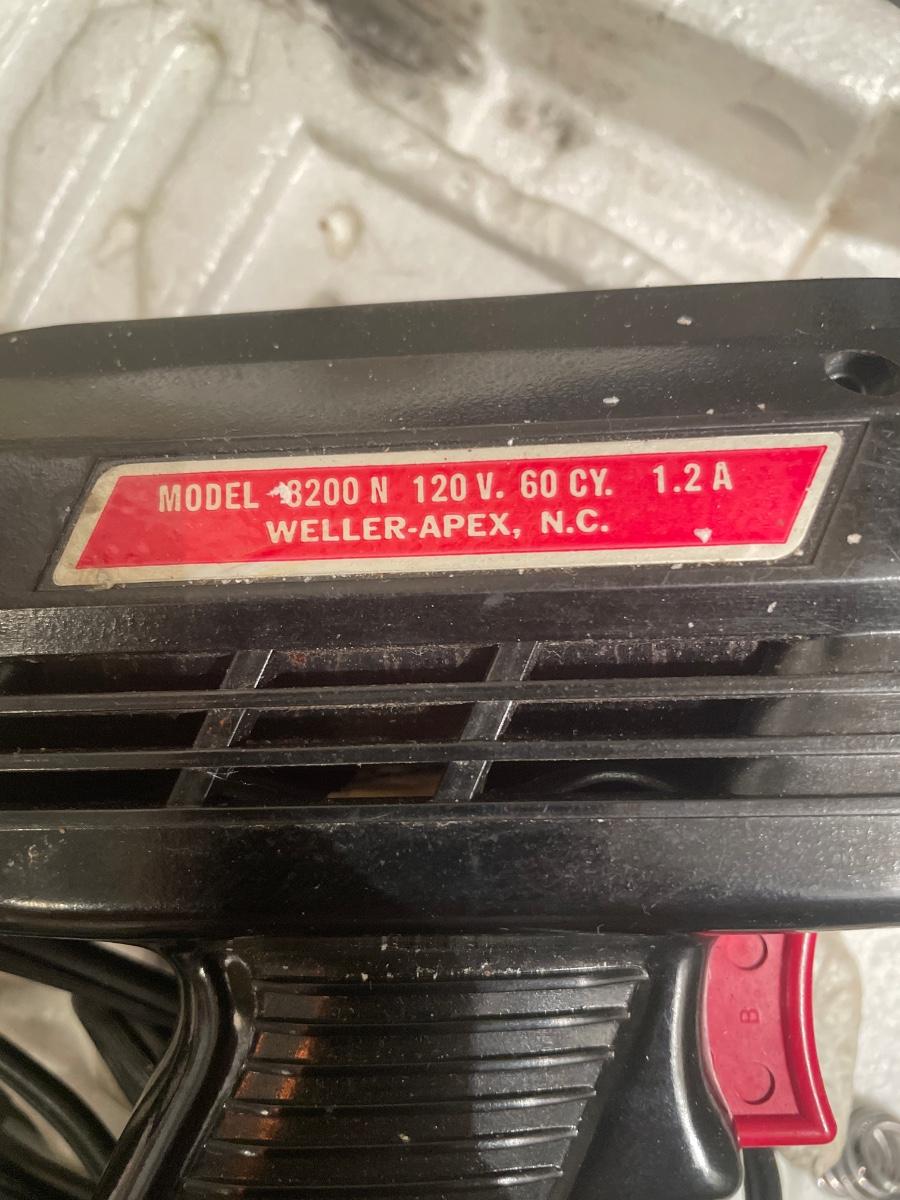 MODEL 8200 N 120 V. 60 CY. 1.2 A
WELLER-APEX, N.C.
B